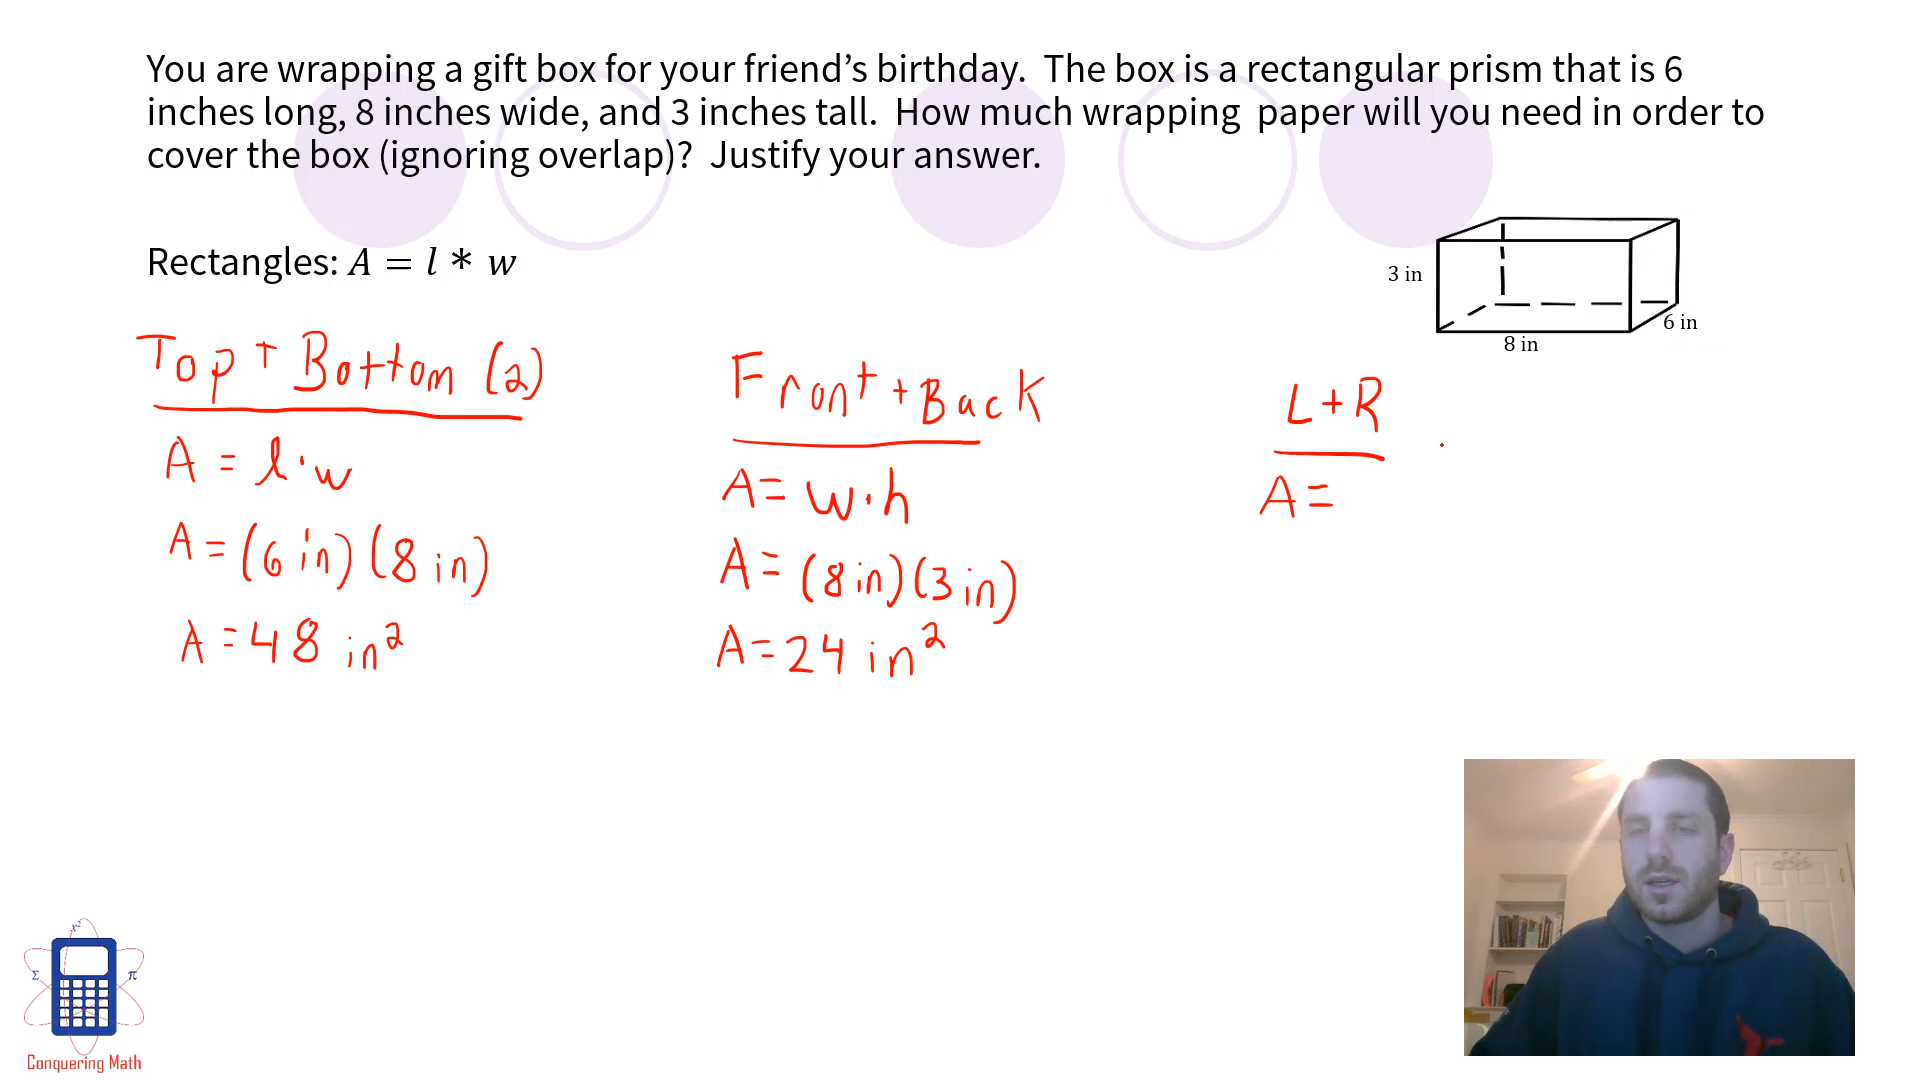 You are wrapping a gift box for your friend’s birthday. The box is a rectangular prism that is 6
inches long, 8 inches wide, and 3 inches tall. How much wrapping paper will you need in order to
cover the box (ignoring overlap)? Justify your answer.
Rectangles: A = l * w
3 in
6 in
8 in
Top + Bottom (2)
A = l·w
A = (6 in)(8 in)
A = 48 in²
Front + Back
A = w·h
A = (8 in)(3 in)
A = 24 in²
L + R
A =
x²
Σ
π
Conquering Math